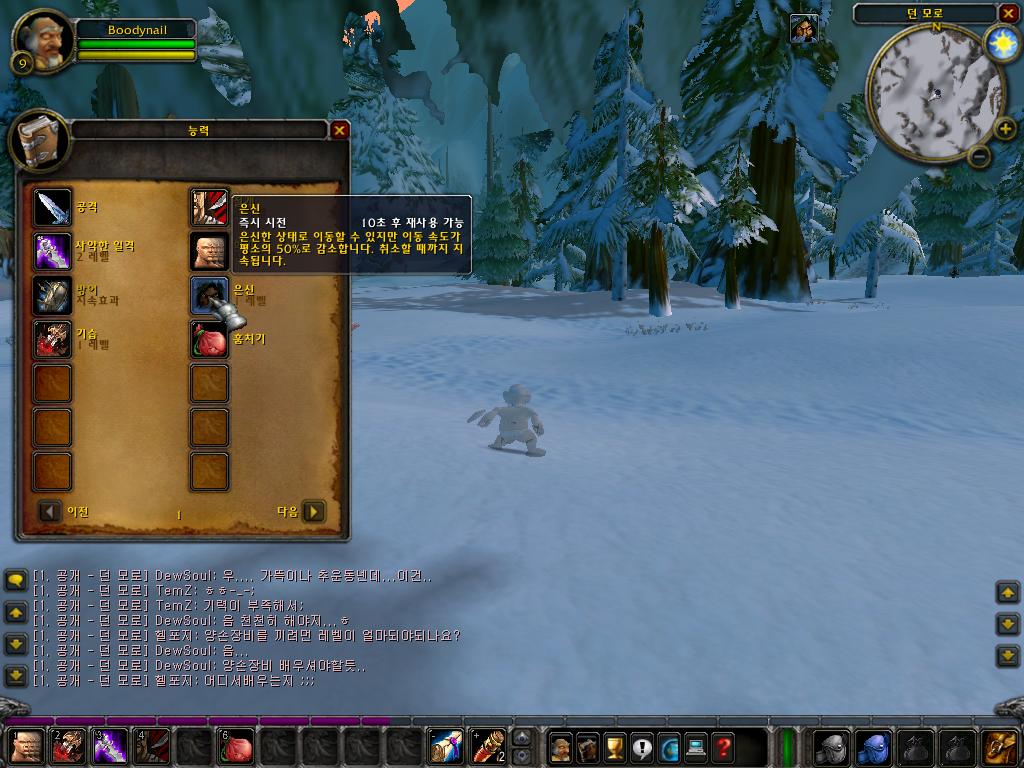 Boodynail
9
던 모로
N
능력
공격
사악한 일격
2 레벨
방어
지속효과
기습
1 레벨
은신
즉시 시전 10초 후 재사용 가능
은신한 상태로 이동할 수 있지만 이동 속도가
평소의 50%로 감소합니다. 취소할 때까지 지
속됩니다.
은신
1 레벨
훔치기
이전
1
다음
[1. 공개 - 던 모로] DewSoul: 우.... 가뜩이나 추운동넨데...이건..
[1. 공개 - 던 모로] TemZ: ㅎㅎ-_-;
[1. 공개 - 던 모로] TemZ: 기력이 부족해서;
[1. 공개 - 던 모로] DewSoul: 음 천천히 해야지...ㅎ
[1. 공개 - 던 모로] 헬포지: 양손장비를 끼려면 레벨이 얼마되야되나요?
[1. 공개 - 던 모로] DewSoul: 음...
[1. 공개 - 던 모로] DewSoul: 양손장비 배우셔야할듯..
[1. 공개 - 던 모로] 헬포지: 어디서배우는지 ;;;
1 2 3 4 6 12